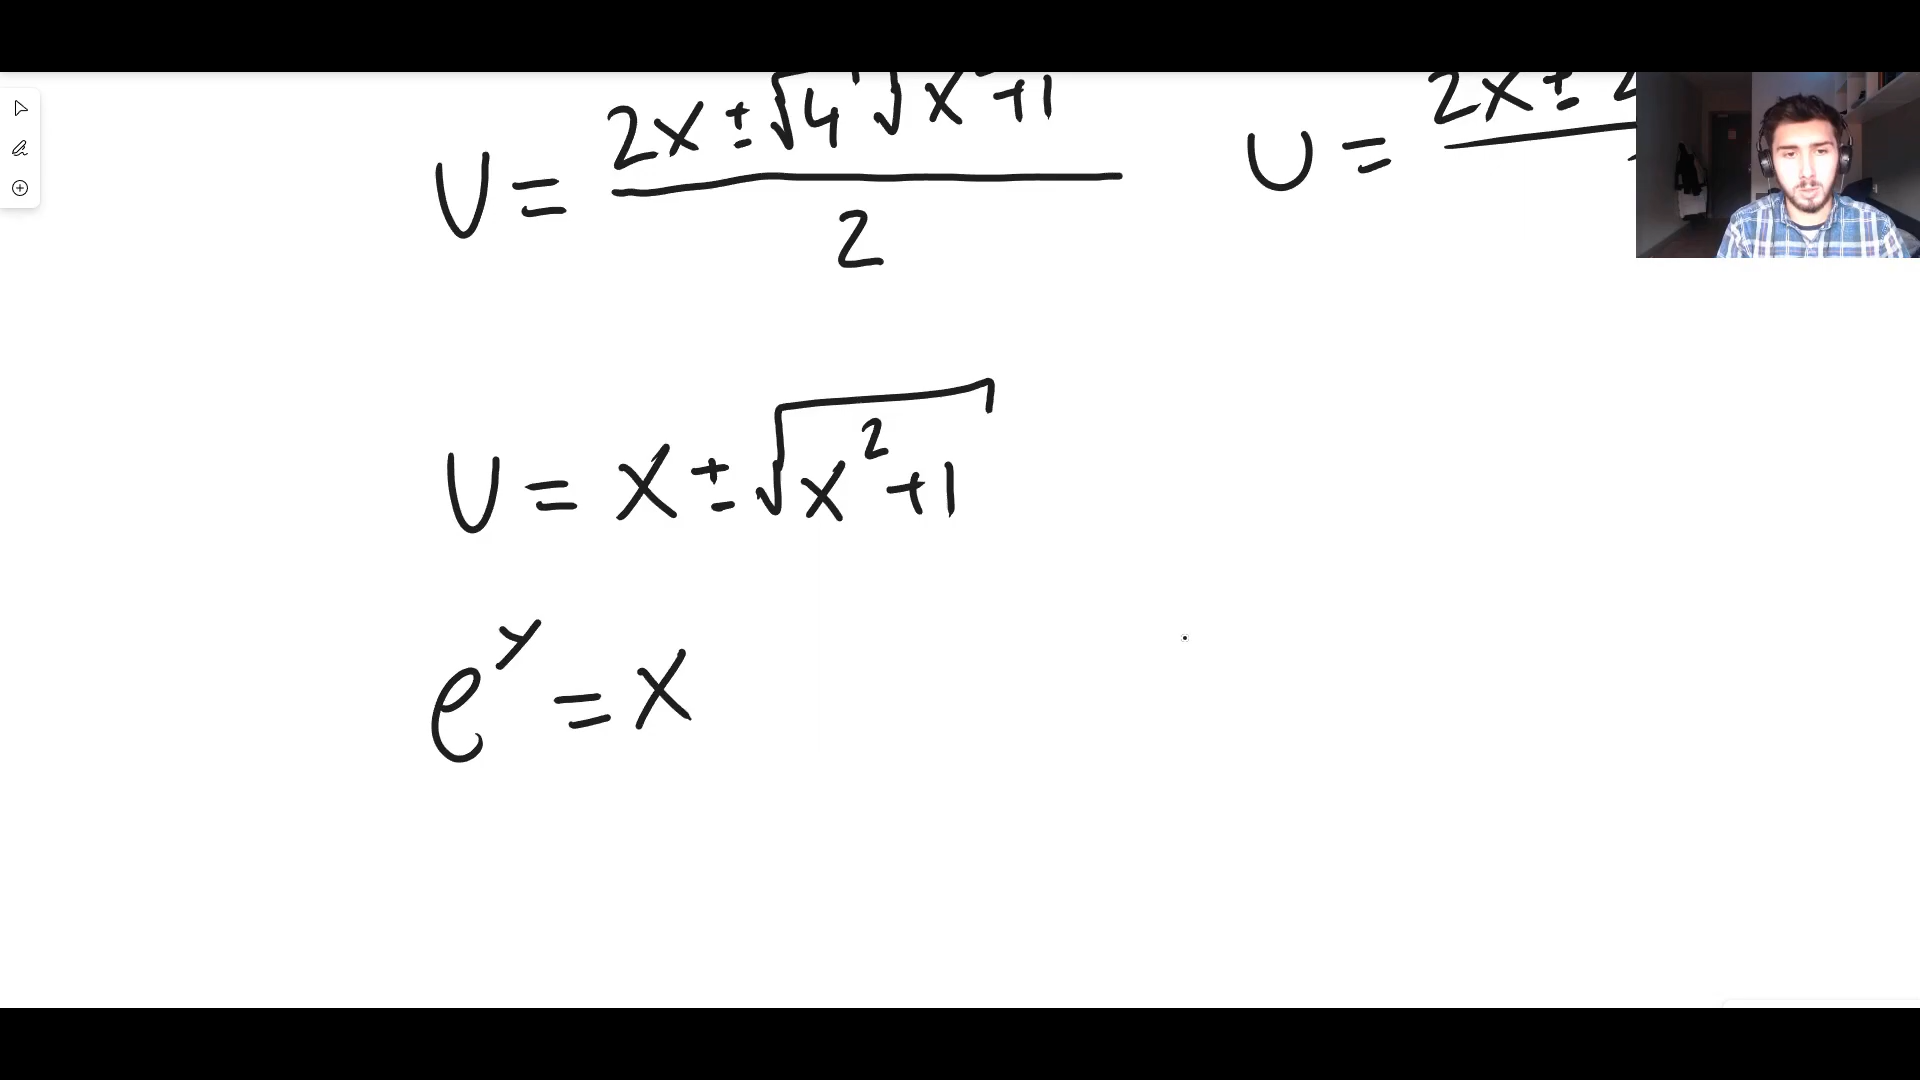 U = (2x ± √4 √x²+1) / 2
U = 2x ±
U = x ± √x²+1
e^y = x